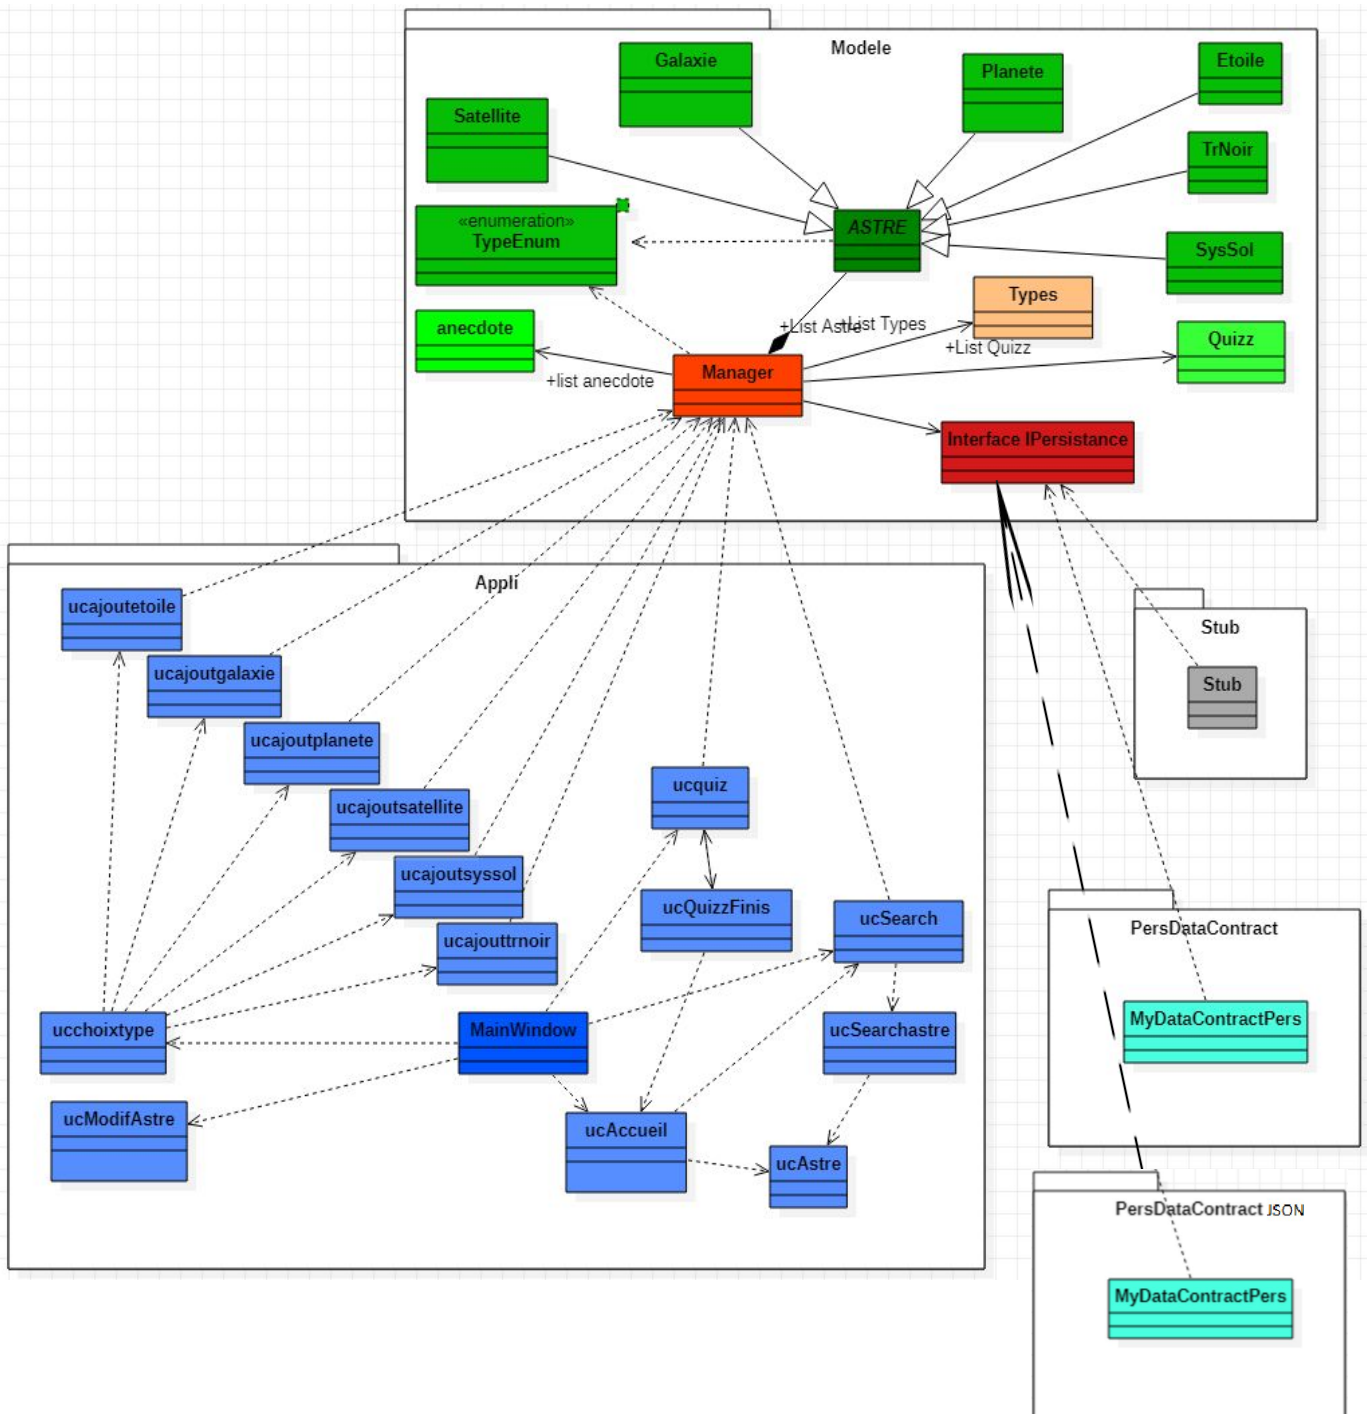 Modele
Galaxie
Planete
Etoile
Satellite
TrNoir
«enumeration»
TypeEnum
ASTRE
SysSol
Types
anecdote
+List Astre
+List Types
+List Quizz
Quizz
+list anecdote
Manager
Interface IPersistance
Appli
ucajoutetoile
ucajoutgalaxie
ucajoutplanete
ucajoutsatellite
ucajoutsyssol
ucajouttrnoir
ucquiz
ucQuizzFinis
ucSearch
ucchoixtype
MainWindow
ucSearchastre
ucModifAstre
ucAccueil
ucAstre
Stub
Stub
PersDataContract
MyDataContractPers
PersDataContract JSON
MyDataContractPers